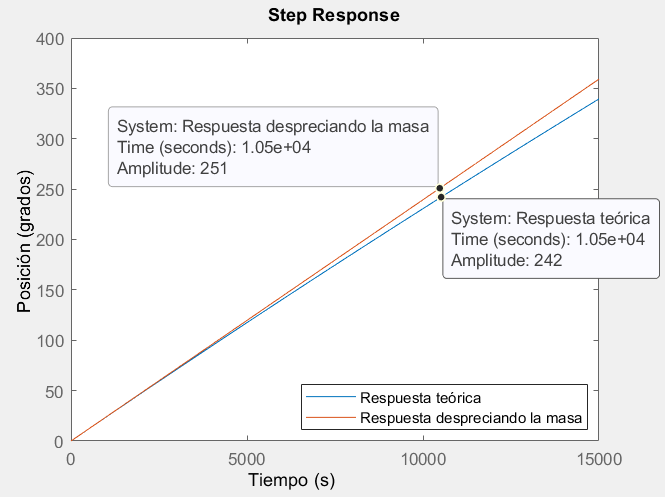 Step Response
400
350
300
250
200
150
100
50
0
Posición (grados)
System: Respuesta despreciando la masa
Time (seconds): 1.05e+04
Amplitude: 251
System: Respuesta teórica
Time (seconds): 1.05e+04
Amplitude: 242
Respuesta teórica
Respuesta despreciando la masa
0
5000
10000
15000
Tiempo (s)